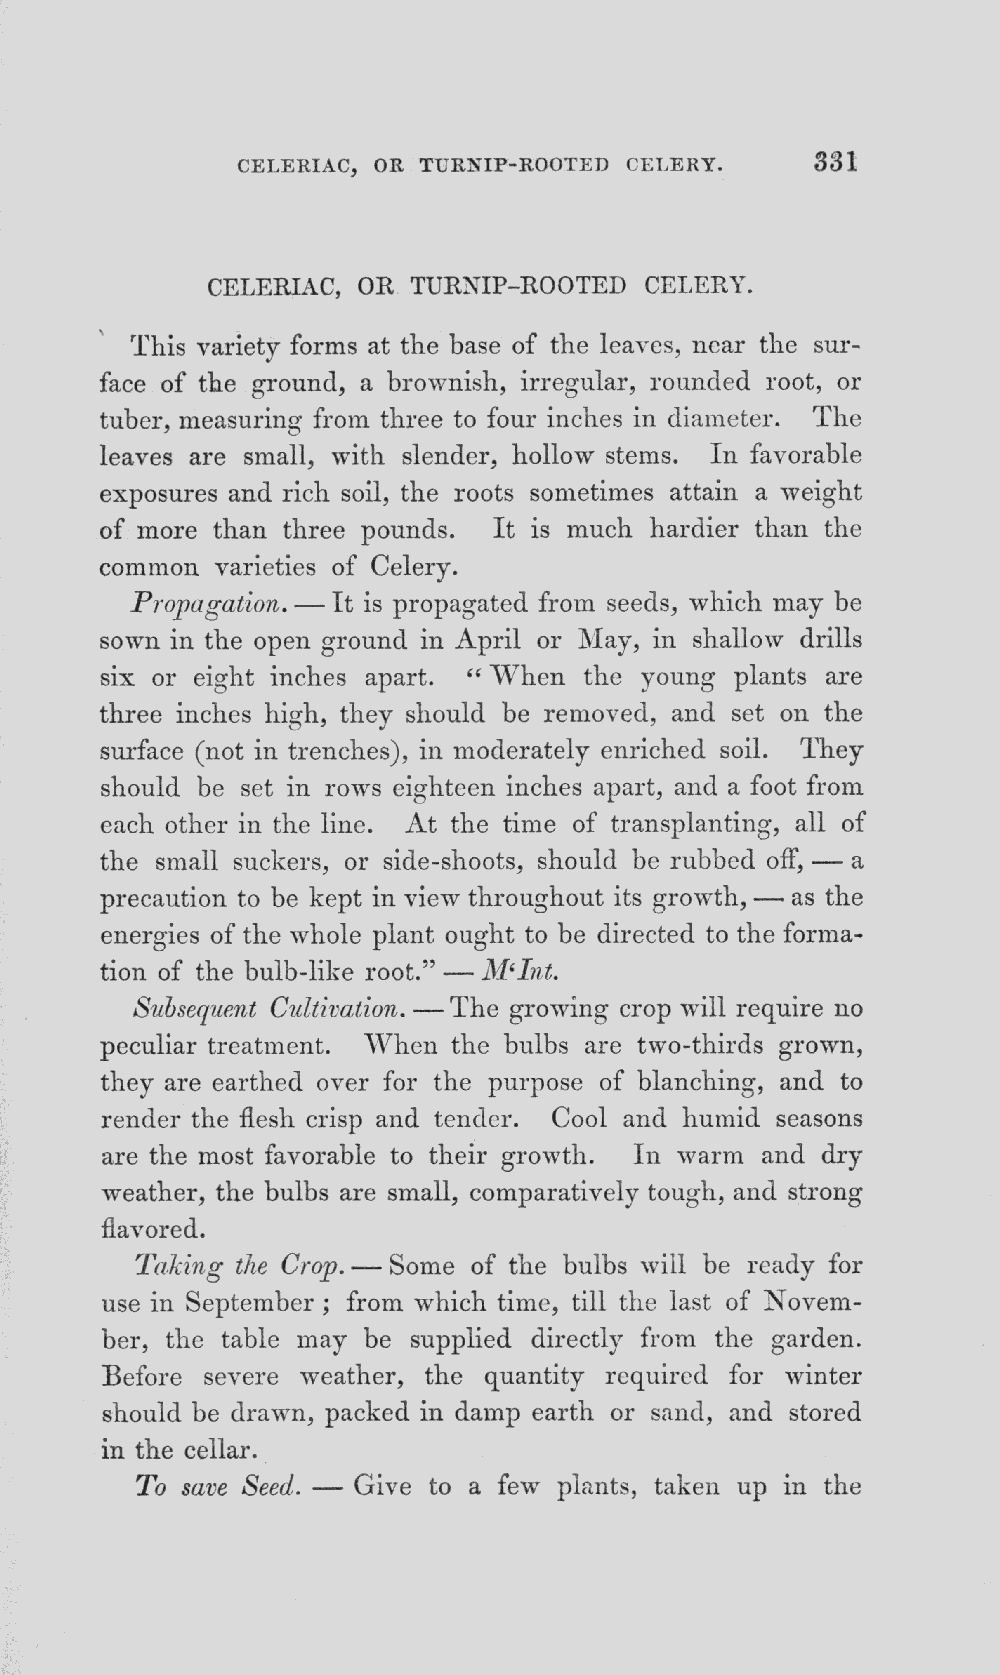 CELERIAC, OR TURNIP-ROOTED CELERY. 331
CELERIAC, OR TURNIP-ROOTED CELERY.
This variety forms at the base of the leaves, near the sur-
face of the ground, a brownish, irregular, rounded root, or
tuber, measuring from three to four inches in diameter. The
leaves are small, with slender, hollow stems. In favorable
exposures and rich soil, the roots sometimes attain a weight
of more than three pounds. It is much hardier than the
common varieties of Celery.
Propagation. — It is propagated from seeds, which may be
sown in the open ground in April or May, in shallow drills
six or eight inches apart. “When the young plants are
three inches high, they should be removed, and set on the
surface (not in trenches), in moderately enriched soil. They
should be set in rows eighteen inches apart, and a foot from
each other in the line. At the time of transplanting, all of
the small suckers, or side-shoots, should be rubbed off, — a
precaution to be kept in view throughout its growth, — as the
energies of the whole plant ought to be directed to the forma-
tion of the bulb-like root.” — M‘Int.
Subsequent Cultivation. — The growing crop will require no
peculiar treatment. When the bulbs are two-thirds grown,
they are earthed over for the purpose of blanching, and to
render the flesh crisp and tender. Cool and humid seasons
are the most favorable to their growth. In warm and dry
weather, the bulbs are small, comparatively tough, and strong
flavored.
Taking the Crop. — Some of the bulbs will be ready for
use in September ; from which time, till the last of Novem-
ber, the table may be supplied directly from the garden.
Before severe weather, the quantity required for winter
should be drawn, packed in damp earth or sand, and stored
in the cellar.
To save Seed. — Give to a few plants, taken up in the